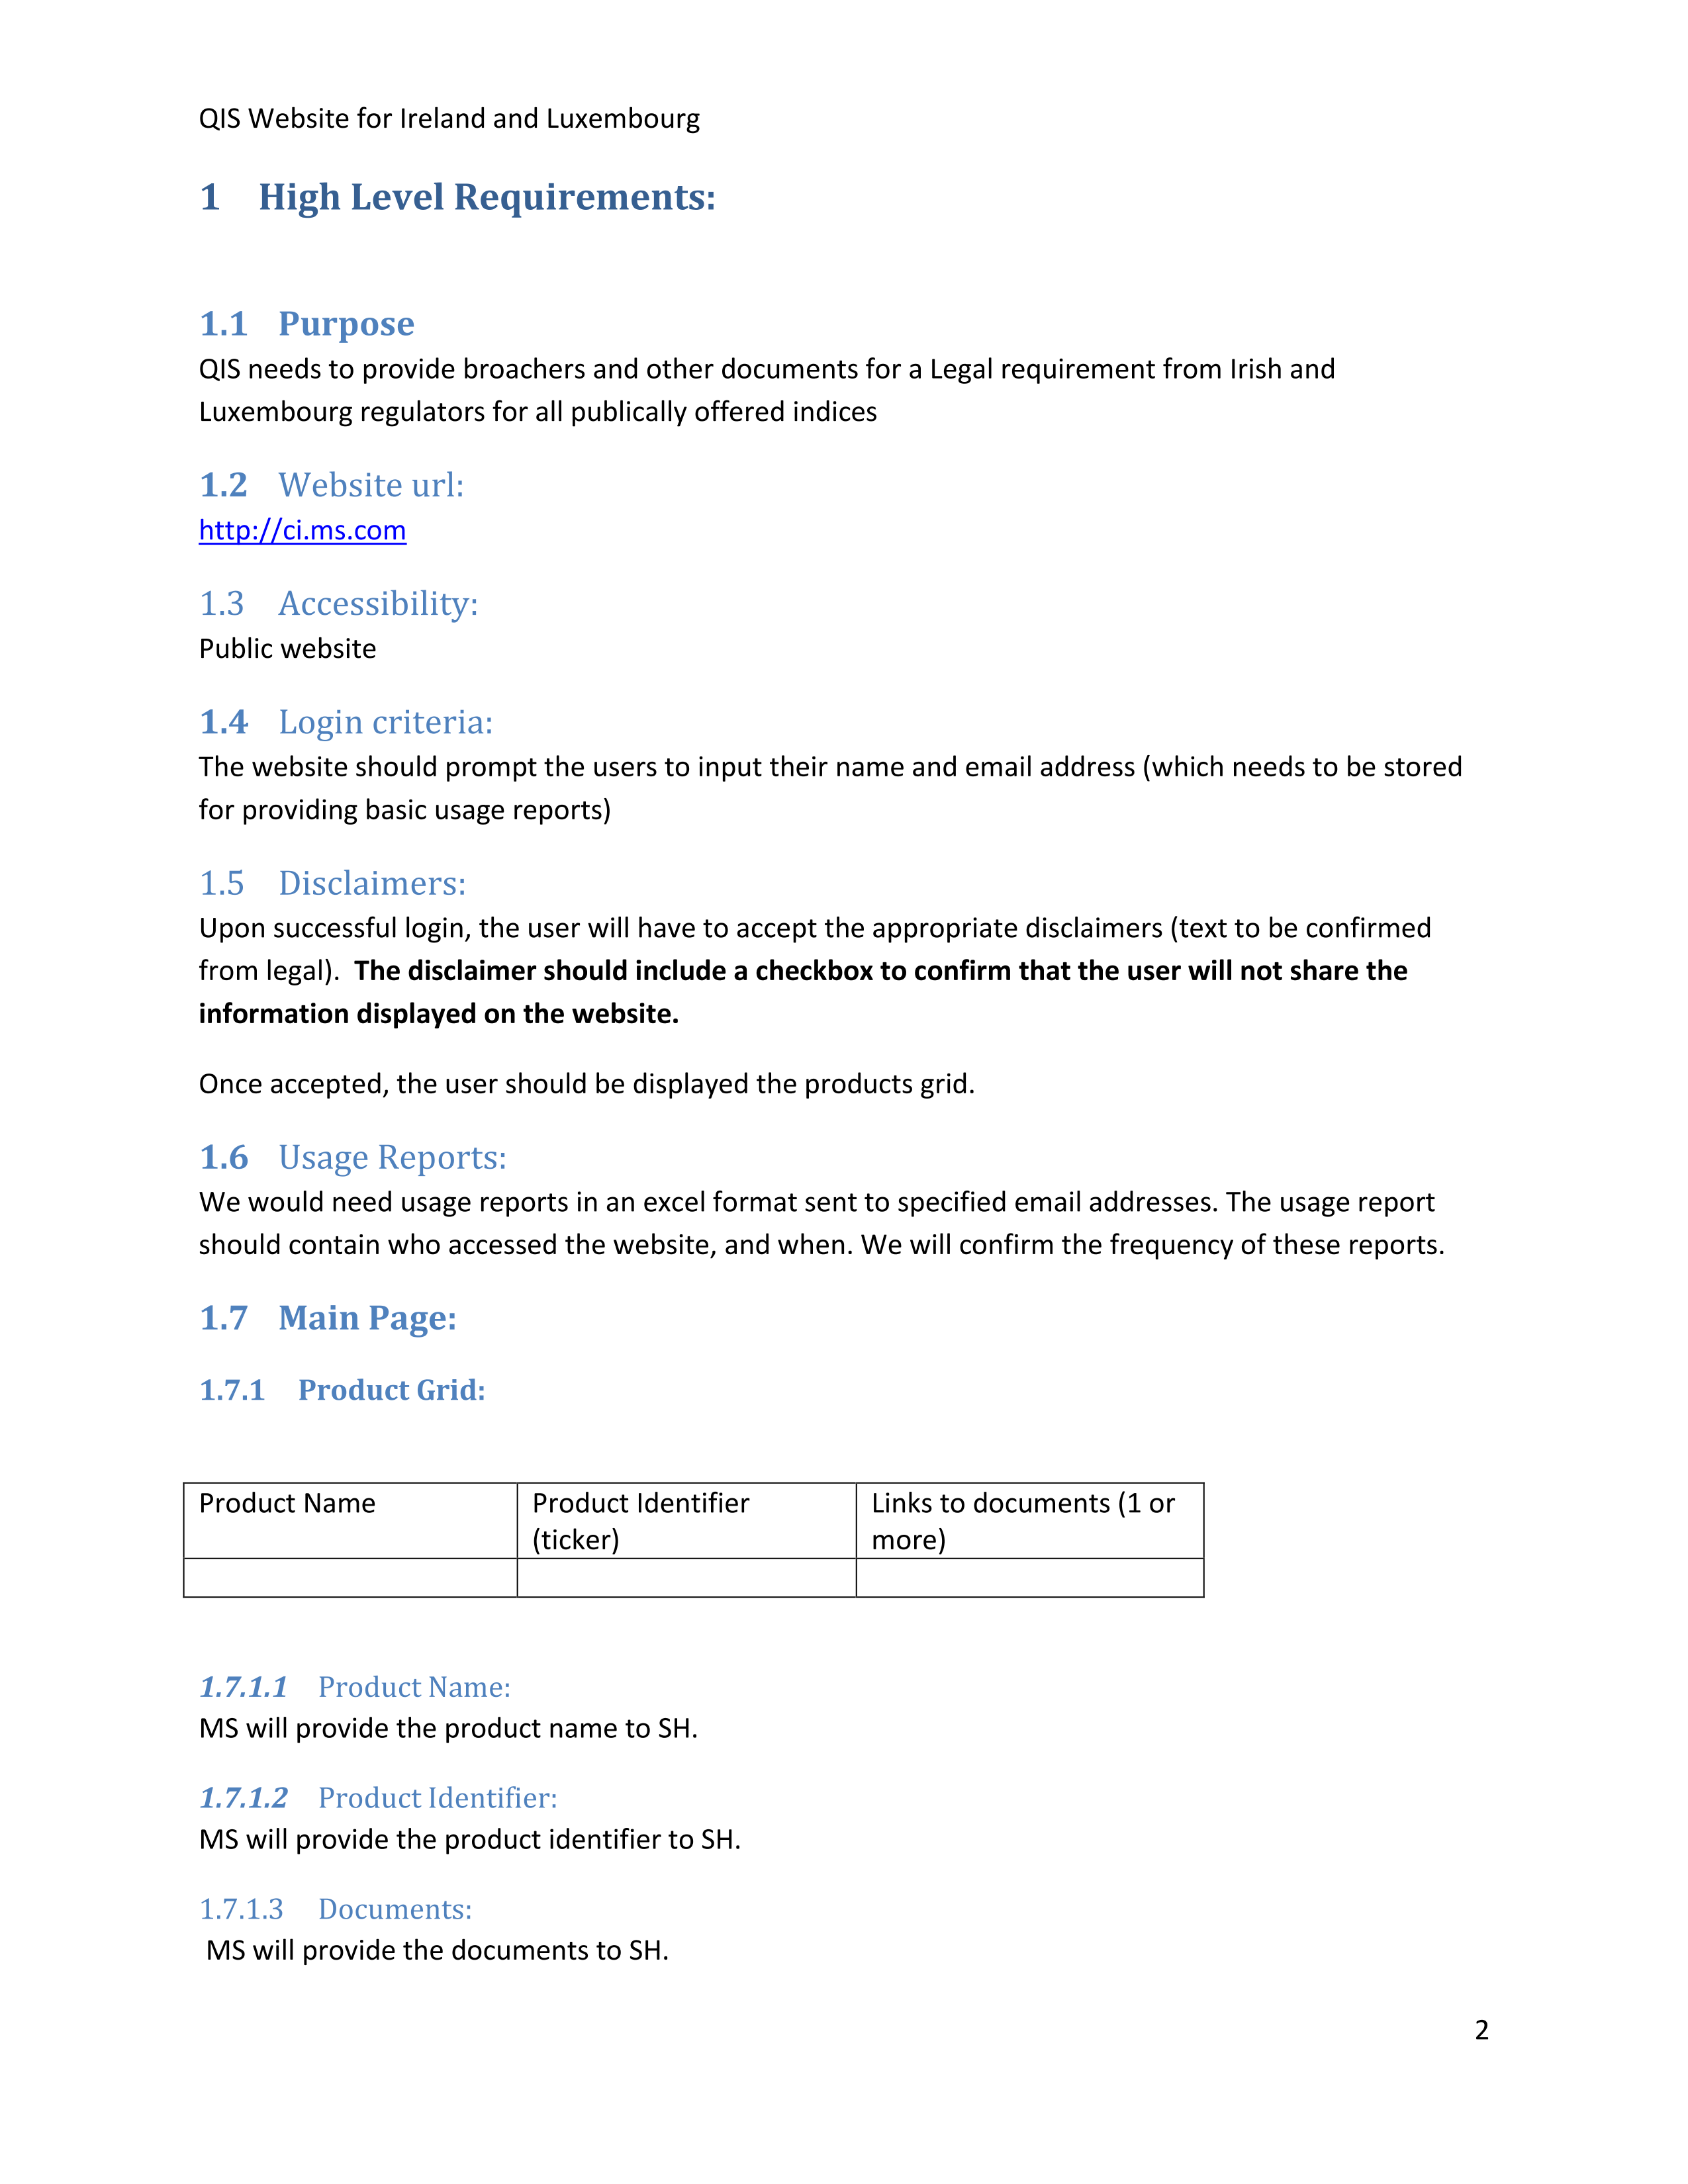 QIS Website for Ireland and Luxembourg
1 High Level Requirements:
1.1 Purpose
QIS needs to provide broachers and other documents for a Legal requirement from Irish and
Luxembourg regulators for all publically offered indices
1.2 Website url:
http://ci.ms.com
1.3 Accessibility:
Public website
1.4 Login criteria:
The website should prompt the users to input their name and email address (which needs to be stored
for providing basic usage reports)
1.5 Disclaimers:
Upon successful login, the user will have to accept the appropriate disclaimers (text to be confirmed
from legal). The disclaimer should include a checkbox to confirm that the user will not share the
information displayed on the website.
Once accepted, the user should be displayed the products grid.
1.6 Usage Reports:
We would need usage reports in an excel format sent to specified email addresses. The usage report
should contain who accessed the website, and when. We will confirm the frequency of these reports.
1.7 Main Page:
1.7.1 Product Grid:
Product Name
Product Identifier
(ticker)
Links to documents (1 or
more)
1.7.1.1 Product Name:
MS will provide the product name to SH.
1.7.1.2 Product Identifier:
MS will provide the product identifier to SH.
1.7.1.3 Documents:
MS will provide the documents to SH.
2